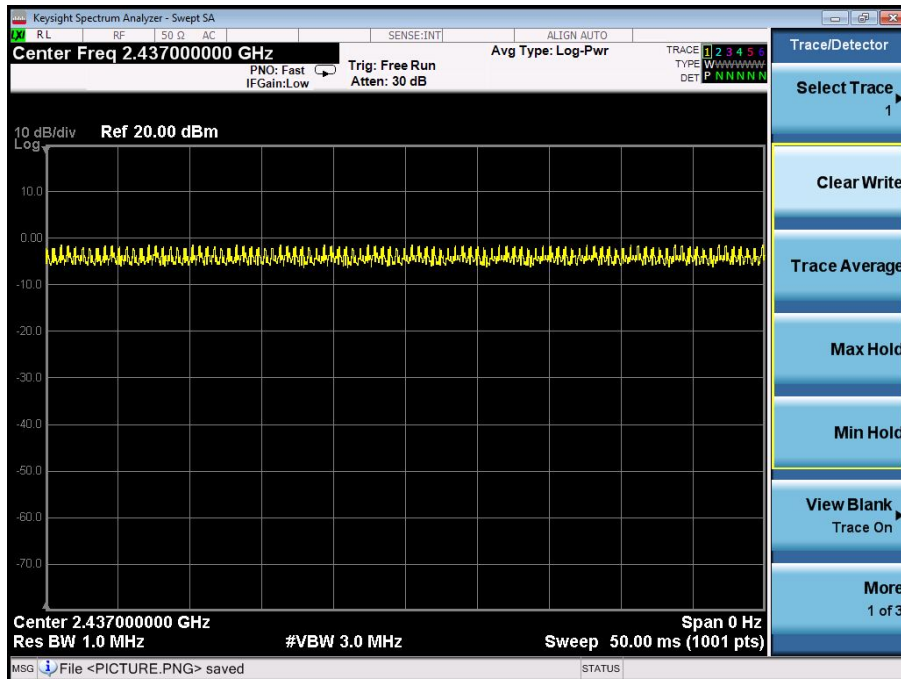 Keysight Spectrum Analyzer - Swept SA
LXI RL RF 50 Ω AC SENSE:INT ALIGN AUTO
Center Freq 2.437000000 GHz
PNO: Fast
IFGain:Low
Trig: Free Run
Atten: 30 dB
Avg Type: Log-Pwr
TRACE 1 2 3 4 5 6
TYPE WWWWWW
DET P N N N N N
10 dB/div Ref 20.00 dBm
Log
10.0
0.00
-10.0
-20.0
-30.0
-40.0
-50.0
-60.0
-70.0
Center 2.437000000 GHz Span 0 Hz
Res BW 1.0 MHz #VBW 3.0 MHz Sweep 50.00 ms (1001 pts)
MSG File <PICTURE.PNG> saved STATUS
Trace/Detector
Select Trace
1
Clear Write
Trace Average
Max Hold
Min Hold
View Blank
Trace On
More
1 of 3